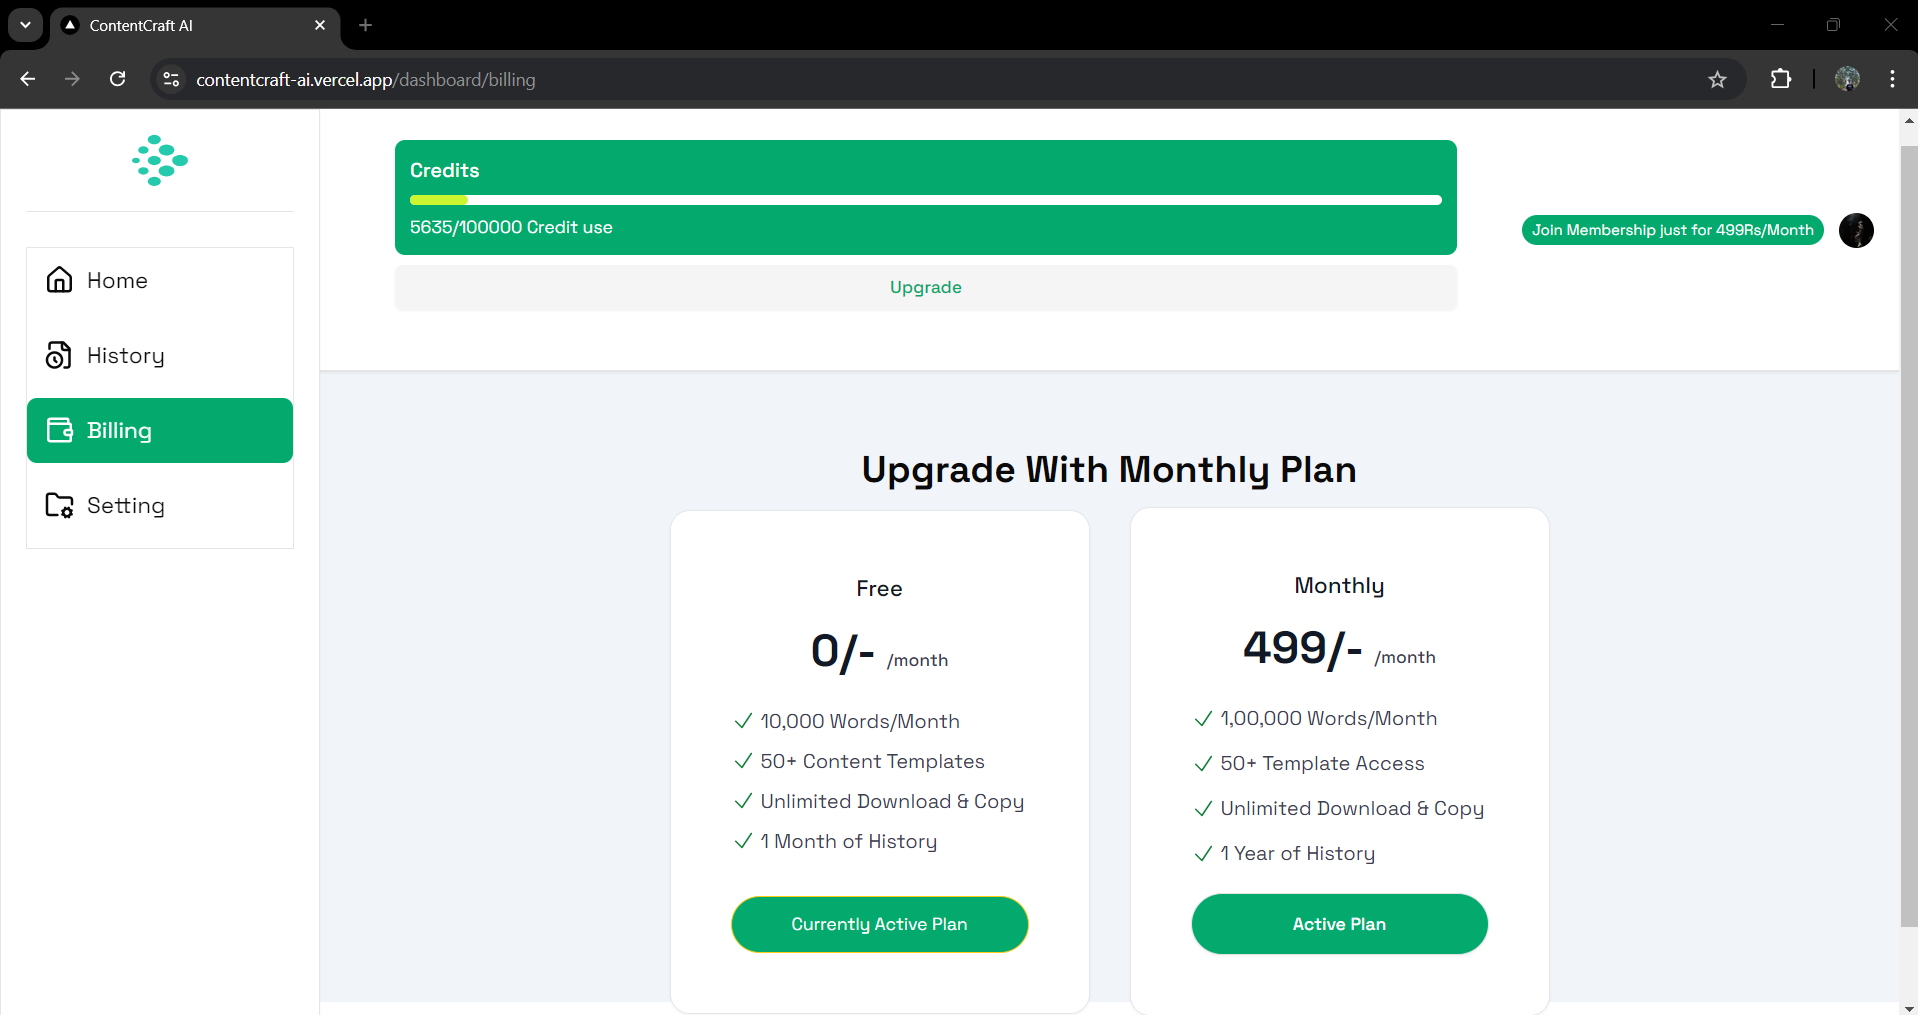 ContentCraft AI
contentcraft-ai.vercel.app/dashboard/billing
Credits
5635/100000 Credit use
Join Membership just for 499Rs/Month
Upgrade
Home
History
Billing
Setting
Upgrade With Monthly Plan
Free
0/- /month
10,000 Words/Month
50+ Content Templates
Unlimited Download & Copy
1 Month of History
Currently Active Plan
Monthly
499/- /month
1,00,000 Words/Month
50+ Template Access
Unlimited Download & Copy
1 Year of History
Active Plan